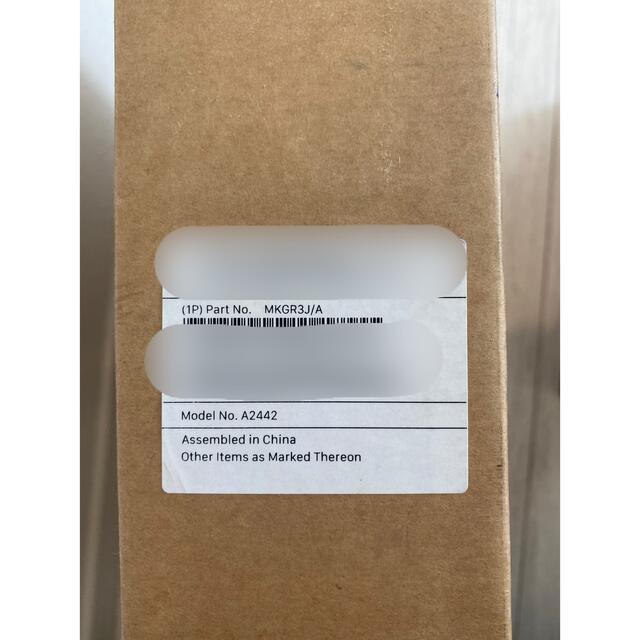 (1P) Part No. MKGR3J/A
Model No. A2442
Assembled in China
Other Items as Marked Thereon